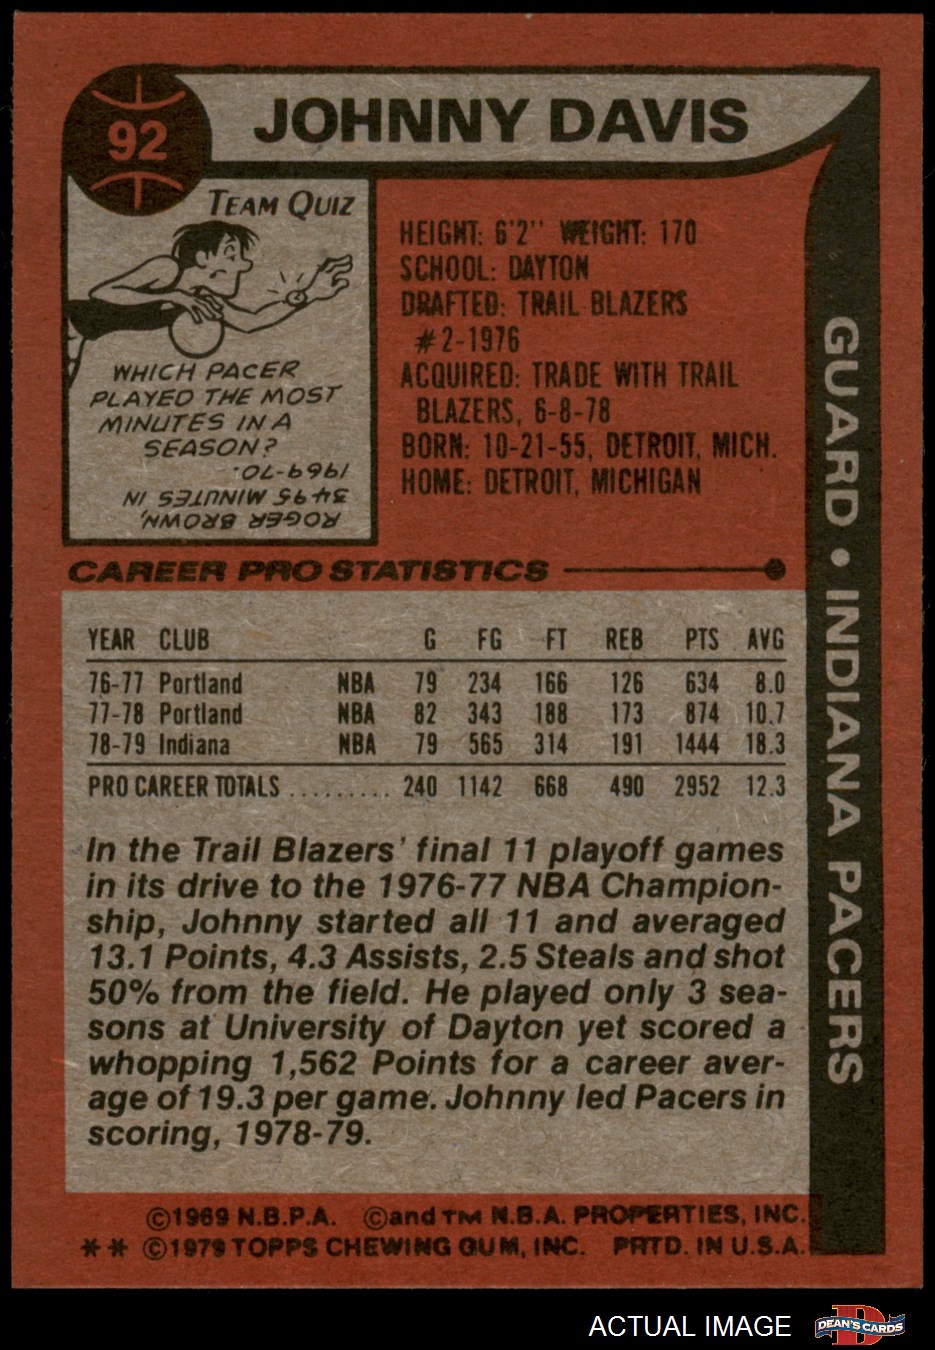 92
JOHNNY DAVIS
TEAM QUIZ
WHICH PACER
PLAYED THE MOST
MINUTES IN A
SEASON?
ROGER BROWN,
3495 MINUTES IN
1969-70.
HEIGHT: 6'2'' WEIGHT: 170
SCHOOL: DAYTON
DRAFTED: TRAIL BLAZERS
#2-1976
ACQUIRED: TRADE WITH TRAIL
BLAZERS, 6-8-78
BORN: 10-21-55, DETROIT, MICH.
HOME: DETROIT, MICHIGAN
GUARD • INDIANA PACERS
CAREER PRO STATISTICS
YEAR CLUB G FG FT REB PTS AVG
76-77 Portland NBA 79 234 166 126 634 8.0
77-78 Portland NBA 82 343 188 173 874 10.7
78-79 Indiana NBA 79 565 314 191 1444 18.3
PRO CAREER TOTALS ......... 240 1142 668 490 2952 12.3
In the Trail Blazers' final 11 playoff games
in its drive to the 1976-77 NBA Champion-
ship, Johnny started all 11 and averaged
13.1 Points, 4.3 Assists, 2.5 Steals and shot
50% from the field. He played only 3 sea-
sons at University of Dayton yet scored a
whopping 1,562 Points for a career aver-
age of 19.3 per game. Johnny led Pacers in
scoring, 1978-79.
©1969 N.B.P.A. ©and TM N.B.A. PROPERTIES, INC.
** ©1979 TOPPS CHEWING GUM, INC. PRTD. IN U.S.A.
ACTUAL IMAGE
D
DEAN'S CARDS